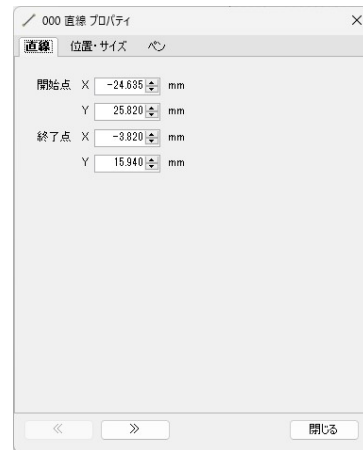 000 直線 プロパティ
直線 位置・サイズ ペン
開始点 X -24.635 mm
Y 25.820 mm
終了点 X -3.820 mm
Y 15.940 mm
≪ ≫ 閉じる